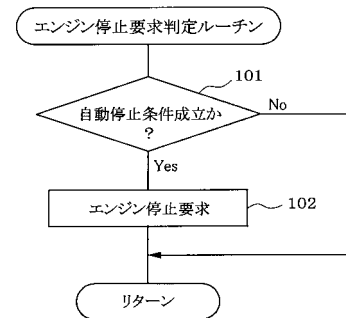 エンジン停止要求判定ルーチン
101
自動停止条件成立か
?
No
Yes
エンジン停止要求
102
リターン